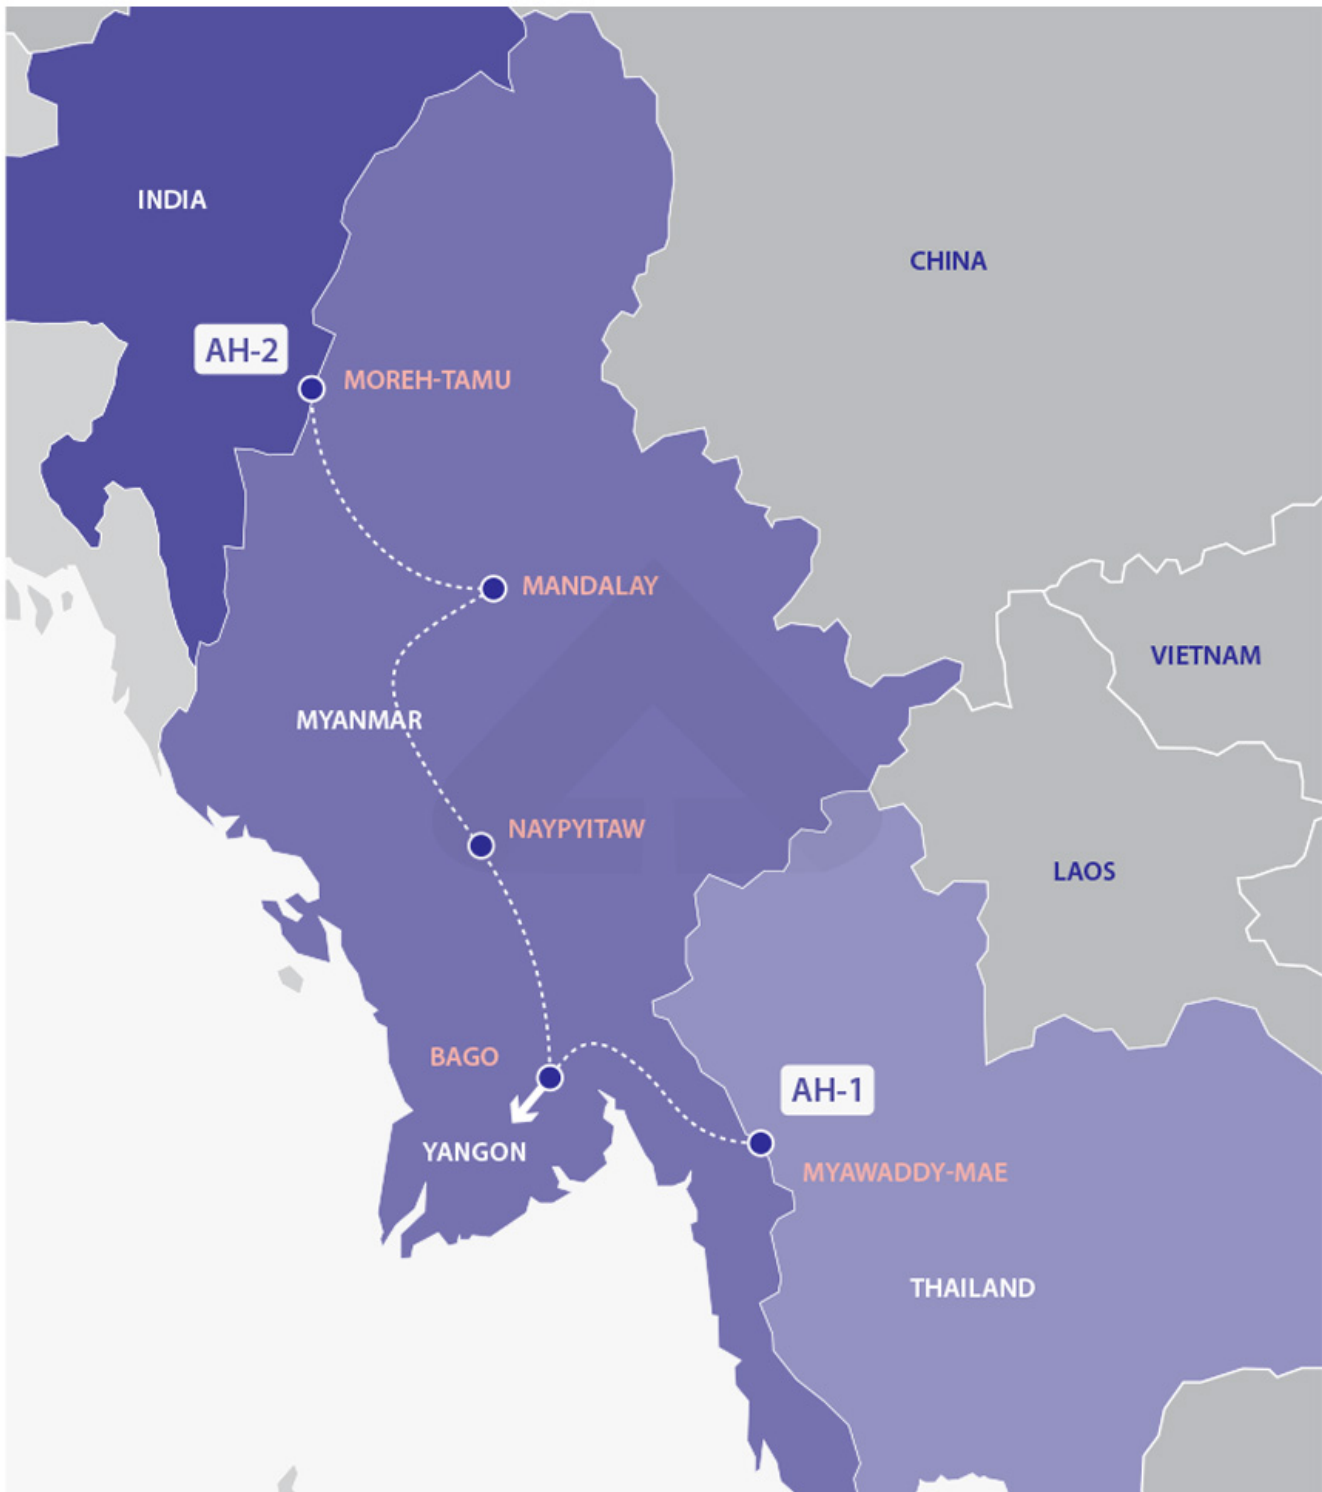 INDIA
CHINA
AH-2
MOREH-TAMU
MANDALAY
VIETNAM
MYANMAR
NAYPYITAW
LAOS
BAGO
AH-1
YANGON
MYAWADDY-MAE
THAILAND